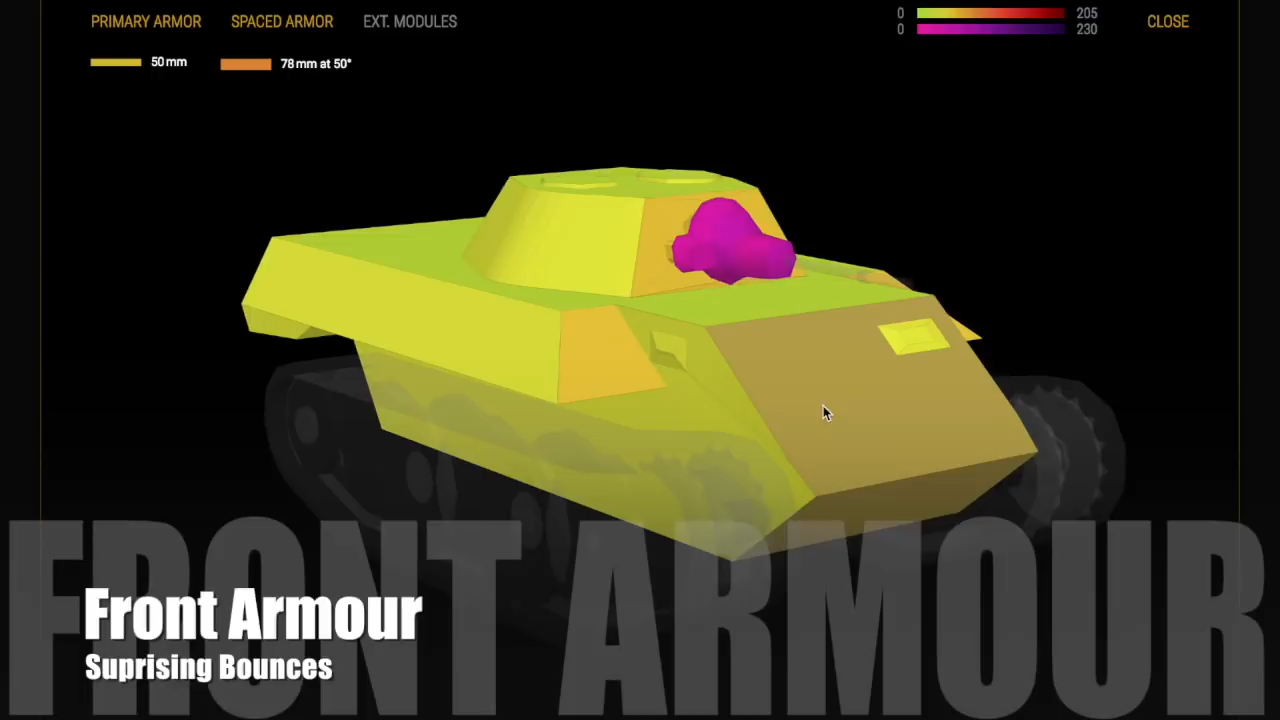 PRIMARY ARMOR SPACED ARMOR EXT. MODULES 0 205 CLOSE
0 230
50 mm 78 mm at 50°
FRONT ARMOUR
Front Armour
Suprising Bounces